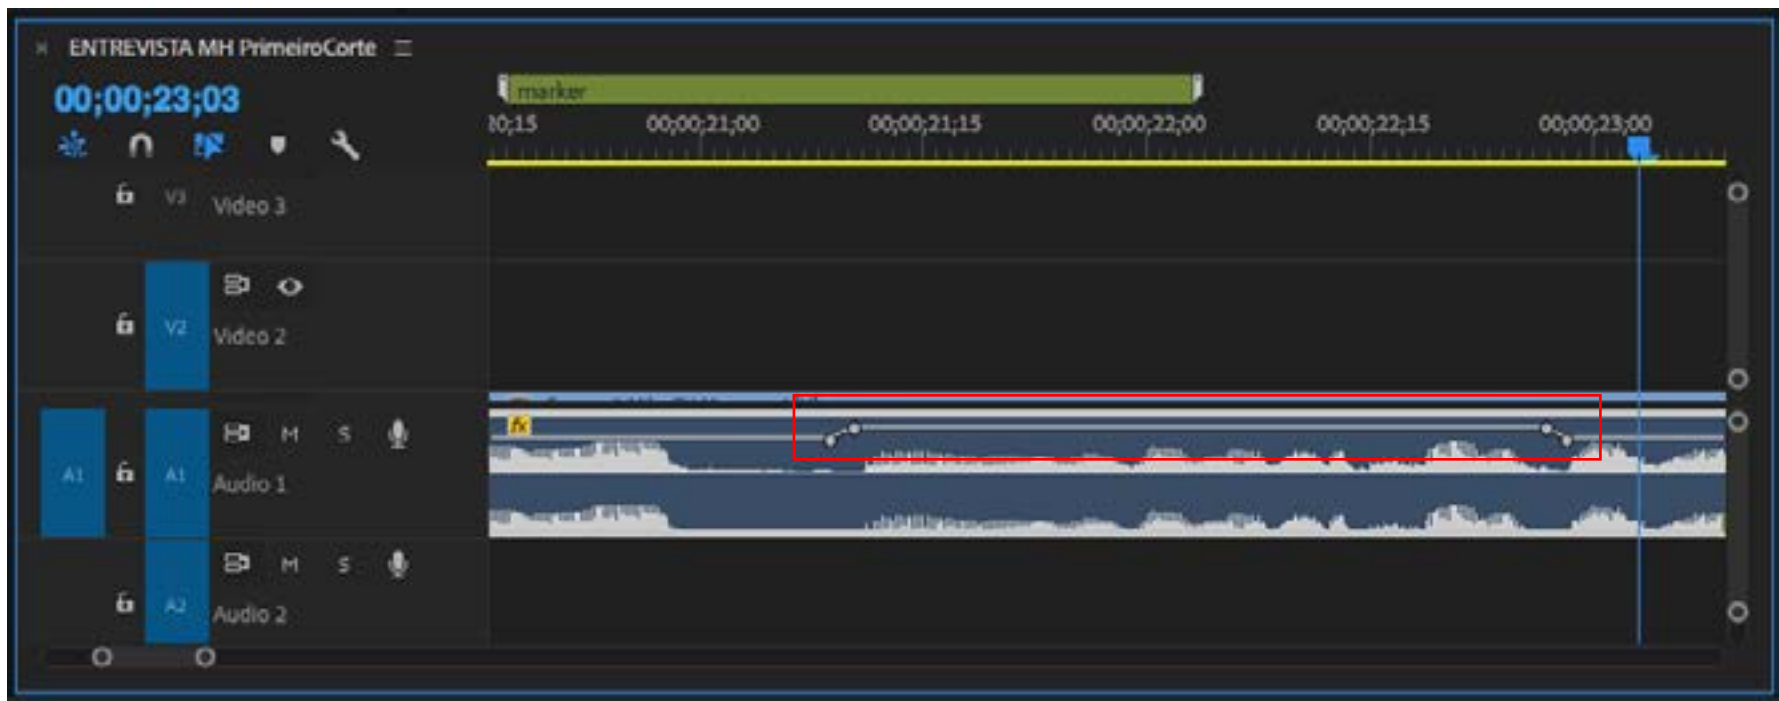 ENTREVISTA MH PrimeiroCorte
00;00;23;03
marker
20;15 00;00;21;00 00;00;21;15 00;00;22;00 00;00;22;15 00;00;23;00
V3 Video 3
V2 Video 2
fx
M S
A1 A1 Audio 1
M S
A2 Audio 2